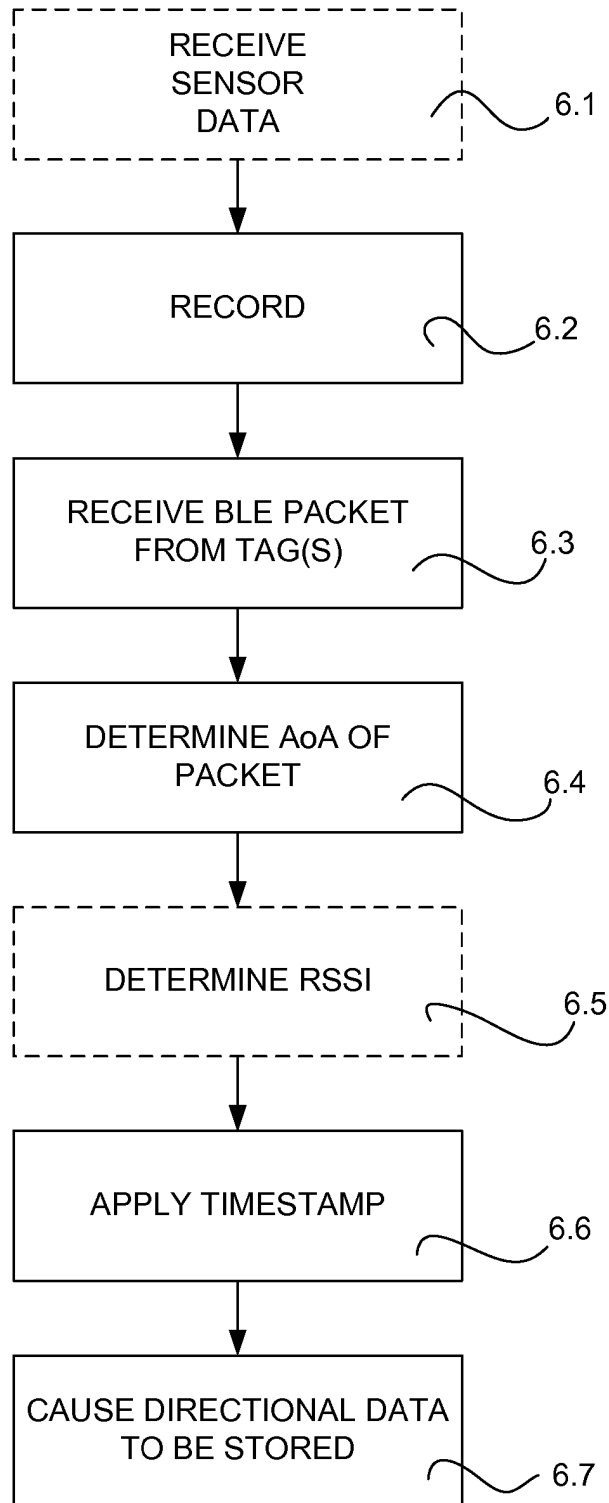 RECEIVE
SENSOR
DATA
6.1
RECORD
6.2
RECEIVE BLE PACKET
FROM TAG(S)
6.3
DETERMINE AoA OF
PACKET
6.4
DETERMINE RSSI
6.5
APPLY TIMESTAMP
6.6
CAUSE DIRECTIONAL DATA
TO BE STORED
6.7